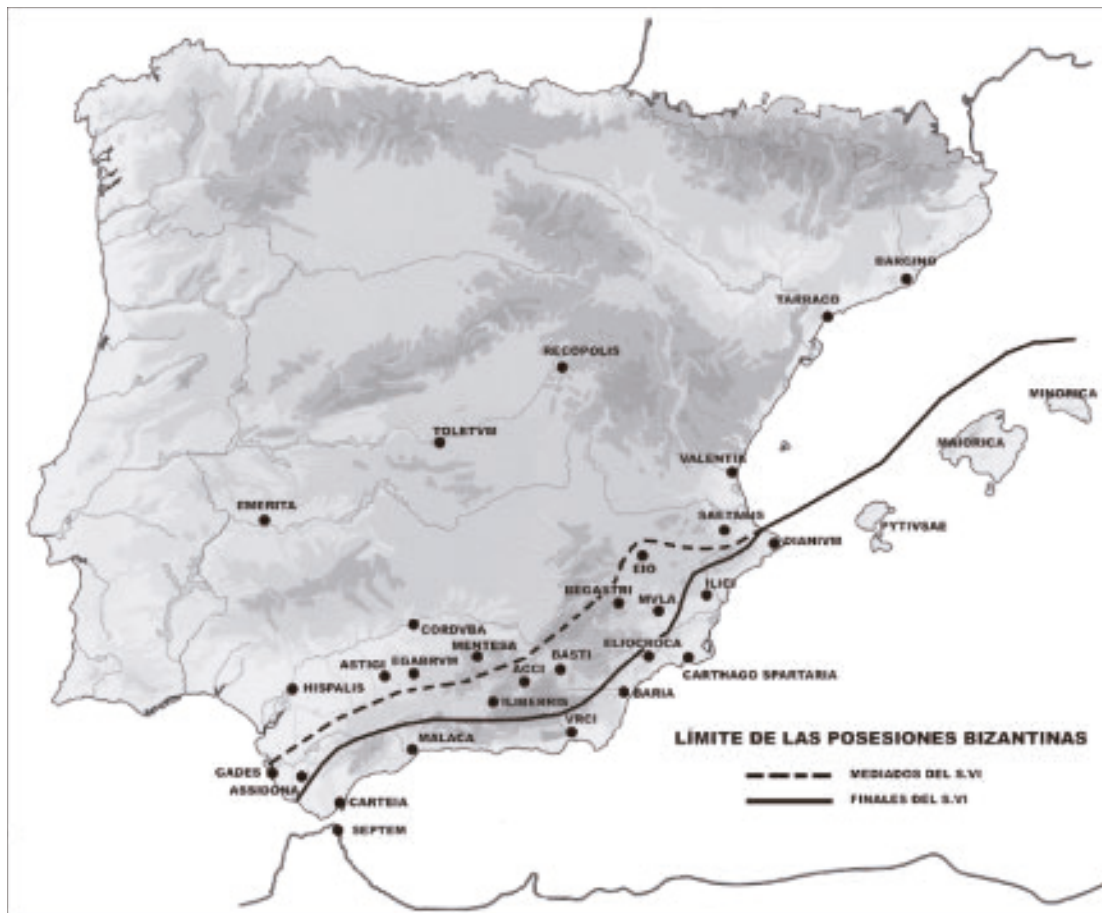 BARCINO
TARRACO
RECOPOLIS
MINORICA
MAIORICA
TOLETVM
VALENTIA
EMERITA
SAETABIS
PYTIVSAE
DIANIVM
EIO
BEGASTRI
MVLA
ILICI
CORDVBA
MENTESA
ELIOCROCA
ASTIGI
EGABRVM
BASTI
ACCI
CARTHAGO SPARTARIA
HISPALIS
ILIBERRIS
BARIA
VRCI
MALACA
LÍMITE DE LAS POSESIONES BIZANTINAS
GADES
ASSIDONA
MEDIADOS DEL S.VI
CARTEIA
FINALES DEL S.VI
SEPTEM